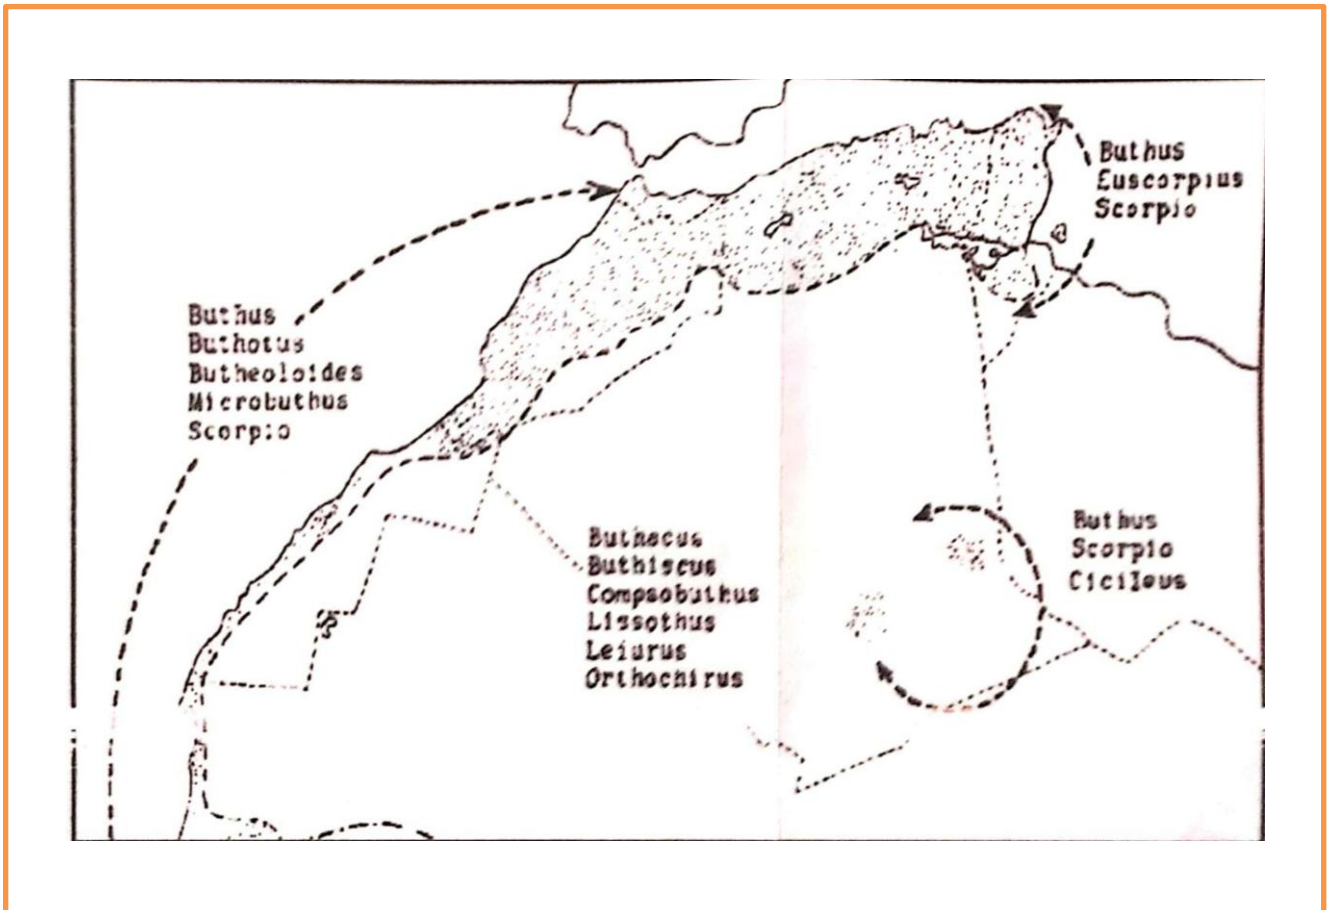 Buthus
Euscorpius
Scorpio
Buthus
Buthotus
Butheoloides
Microbuthus
Scorpio
Buthacus
Buthiscus
Compsobuthus
Lissothus
Leiurus
Orthochirus
Buthus
Scorpio
Cicileus